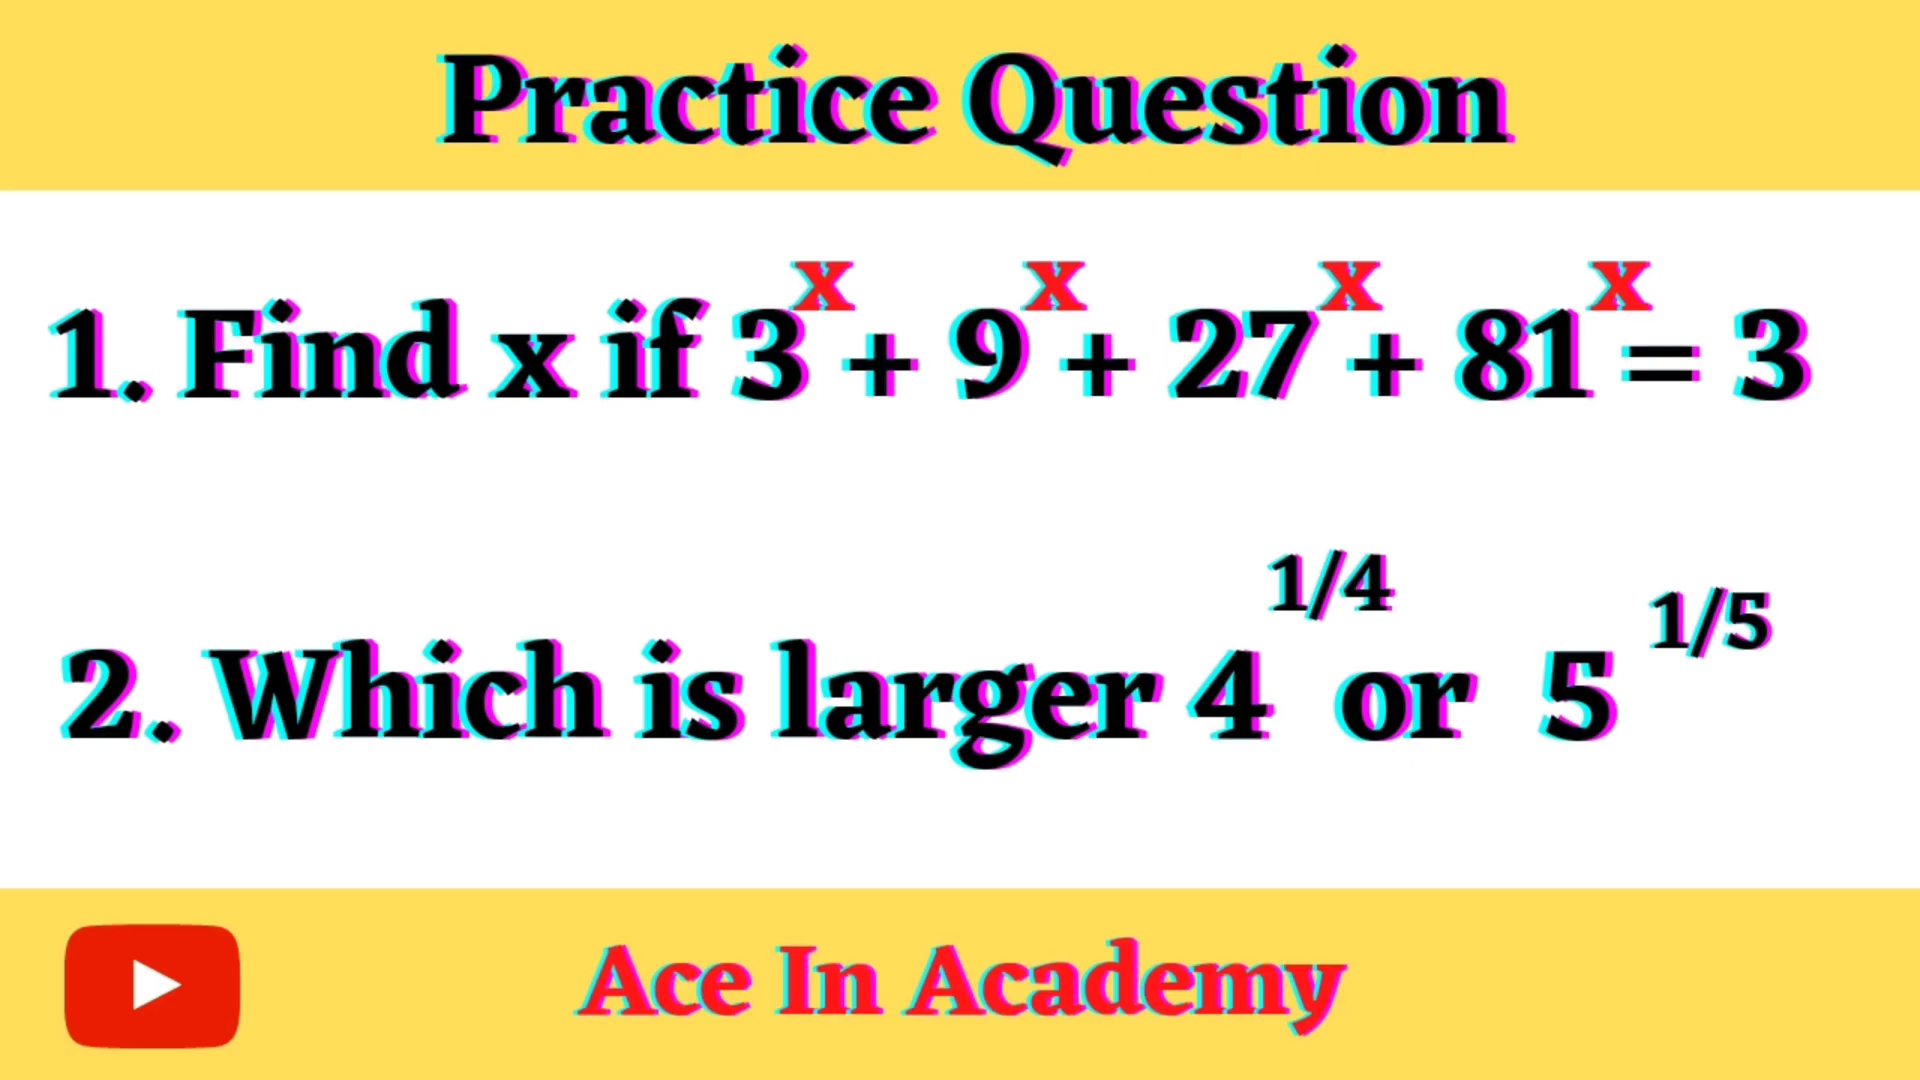 Practice Question
1. Find x if 3^x + 9^x + 27^x + 81^x = 3
2. Which is larger 4^1/4 or 5^1/5
Ace In Academy